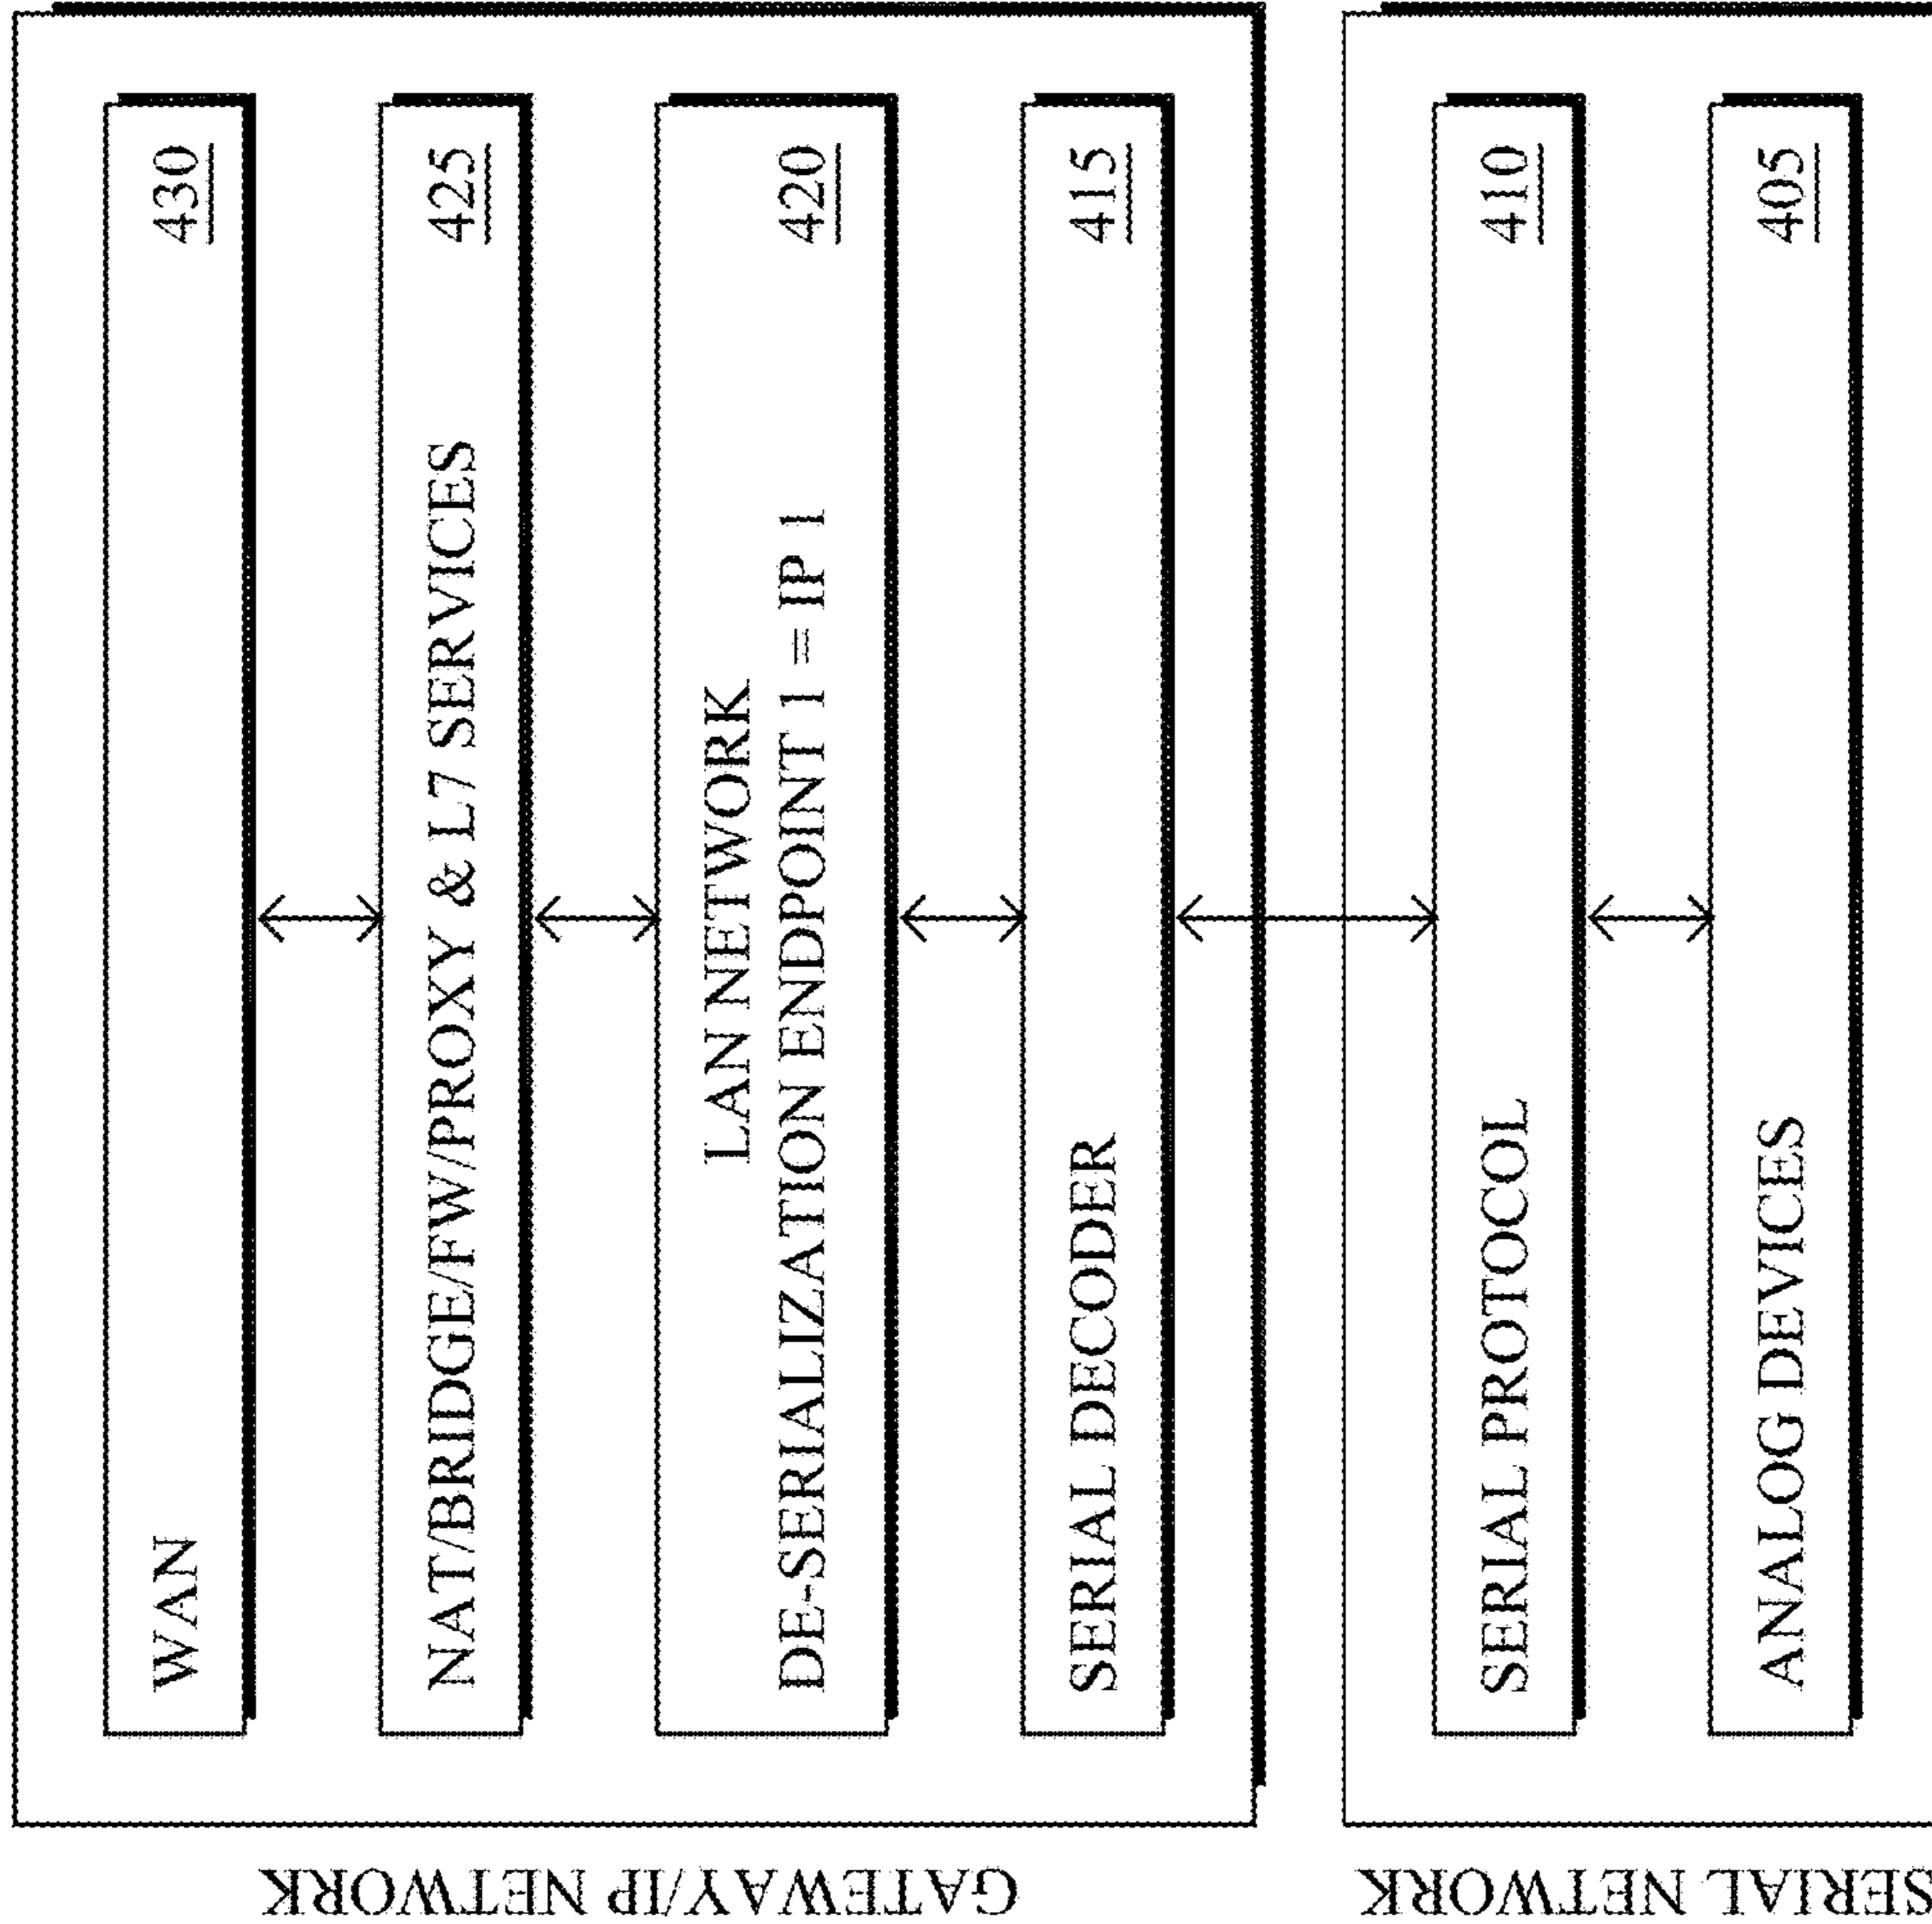 GATEWAY/IP NETWORK
WAN 430
NAT/BRIDGE/FW/PROXY & L7 SERVICES 425
LAN NETWORK
DE-SERIALIZATION ENDPOINT 1 = IP 1 420
SERIAL DECODER 415
SERIAL NETWORK
SERIAL PROTOCOL 410
ANALOG DEVICES 405